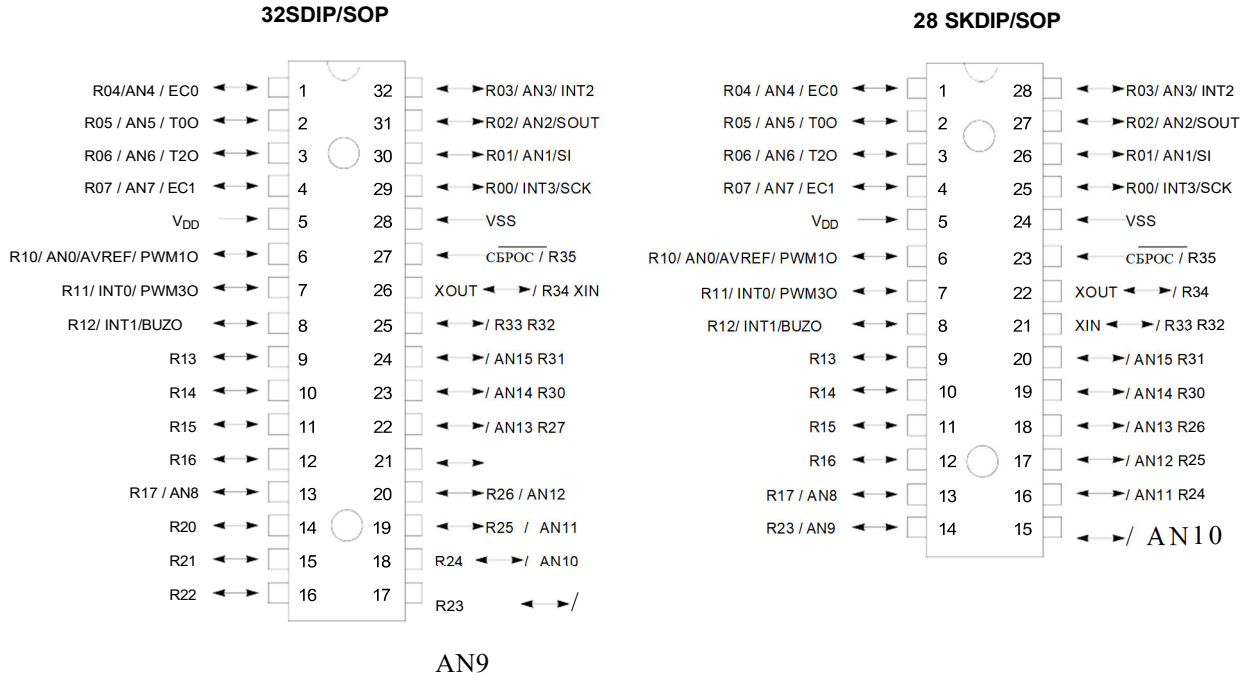 32SDIP/SOP
R04/AN4 / EC0 1 32 R03/ AN3/ INT2
R05 / AN5 / T0O 2 31 R02/ AN2/SOUT
R06 / AN6 / T2O 3 30 R01/ AN1/SI
R07 / AN7 / EC1 4 29 R00/ INT3/SCK
VDD 5 28 VSS
R10/ AN0/AVREF/ PWM1O 6 27 СБРОС / R35
R11/ INT0/ PWM3O 7 26 XOUT / R34 XIN
R12/ INT1/BUZO 8 25 / R33 R32
R13 9 24 / AN15 R31
R14 10 23 / AN14 R30
R15 11 22 / AN13 R27
R16 12 21
R17 / AN8 13 20 R26 / AN12
R20 14 19 R25 / AN11
R21 15 18 R24 / AN10
R22 16 17 R23 /
AN9
28 SKDIP/SOP
R04 / AN4 / EC0 1 28 R03/ AN3/ INT2
R05 / AN5 / T0O 2 27 R02/ AN2/SOUT
R06 / AN6 / T2O 3 26 R01/ AN1/SI
R07 / AN7 / EC1 4 25 R00/ INT3/SCK
VDD 5 24 VSS
R10/ AN0/AVREF/ PWM1O 6 23 СБРОС / R35
R11/ INT0/ PWM3O 7 22 XOUT / R34
R12/ INT1/BUZO 8 21 XIN / R33 R32
R13 9 20 / AN15 R31
R14 10 19 / AN14 R30
R15 11 18 / AN13 R26
R16 12 17 / AN12 R25
R17 / AN8 13 16 / AN11 R24
R23 / AN9 14 15 / AN10